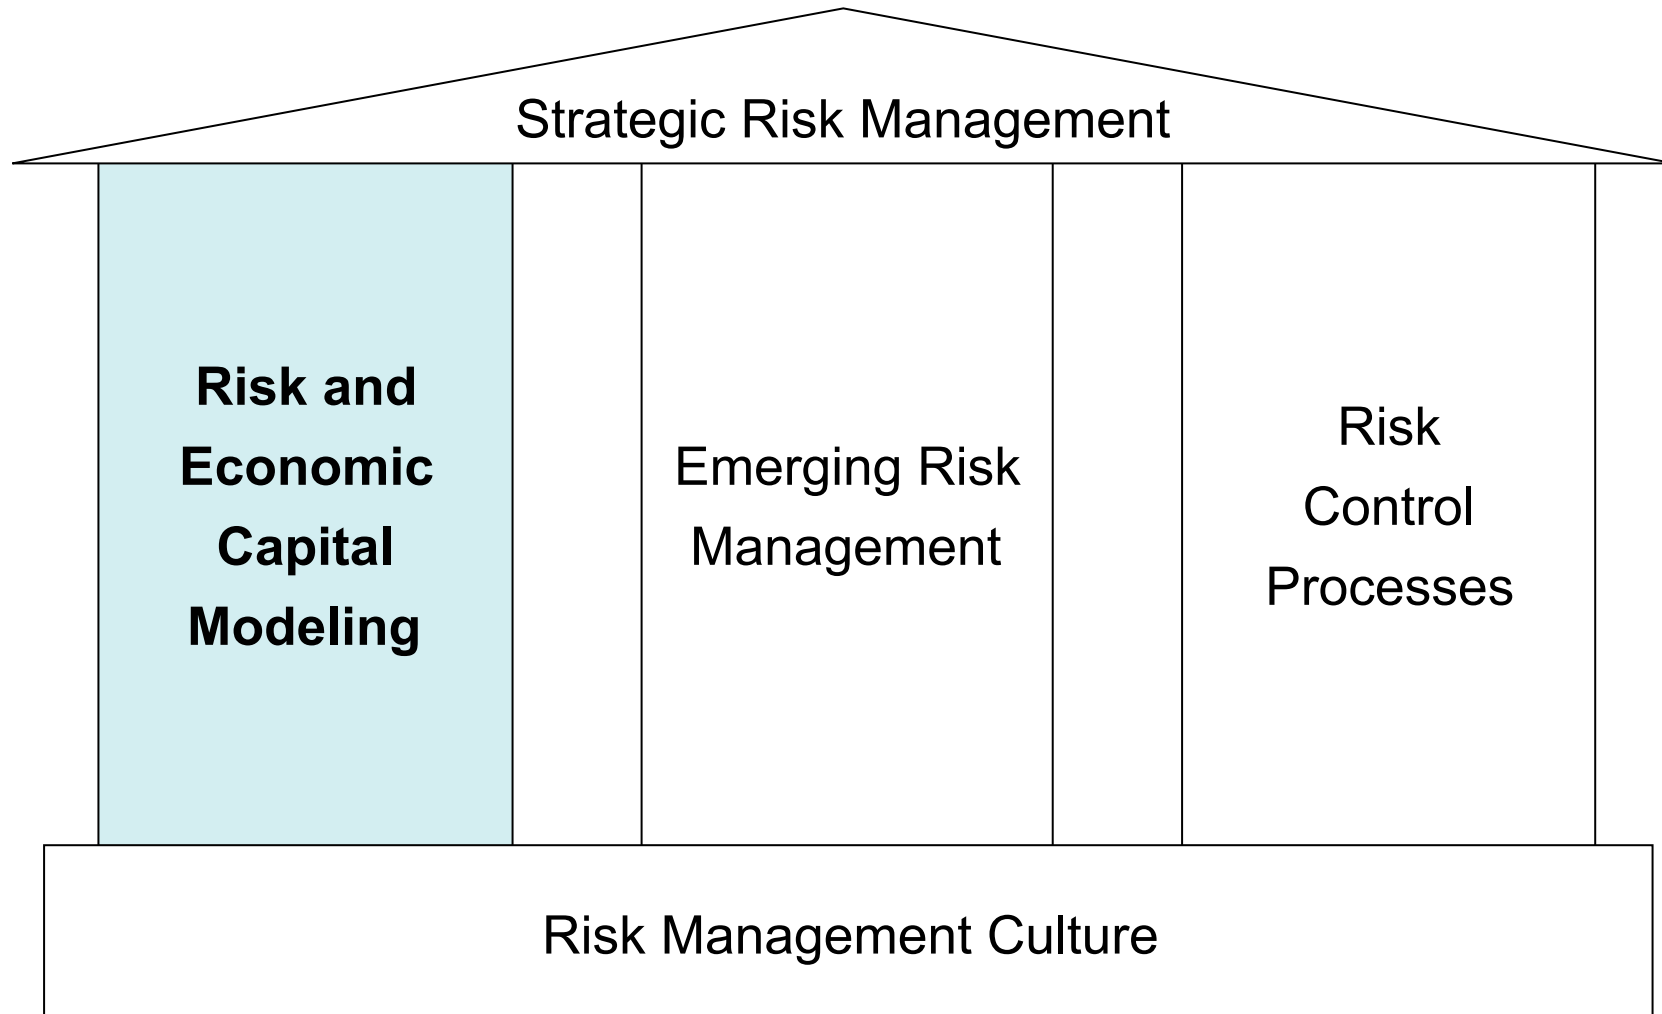 Strategic Risk Management
Risk and
Economic
Capital
Modeling
Emerging Risk
Management
Risk
Control
Processes
Risk Management Culture